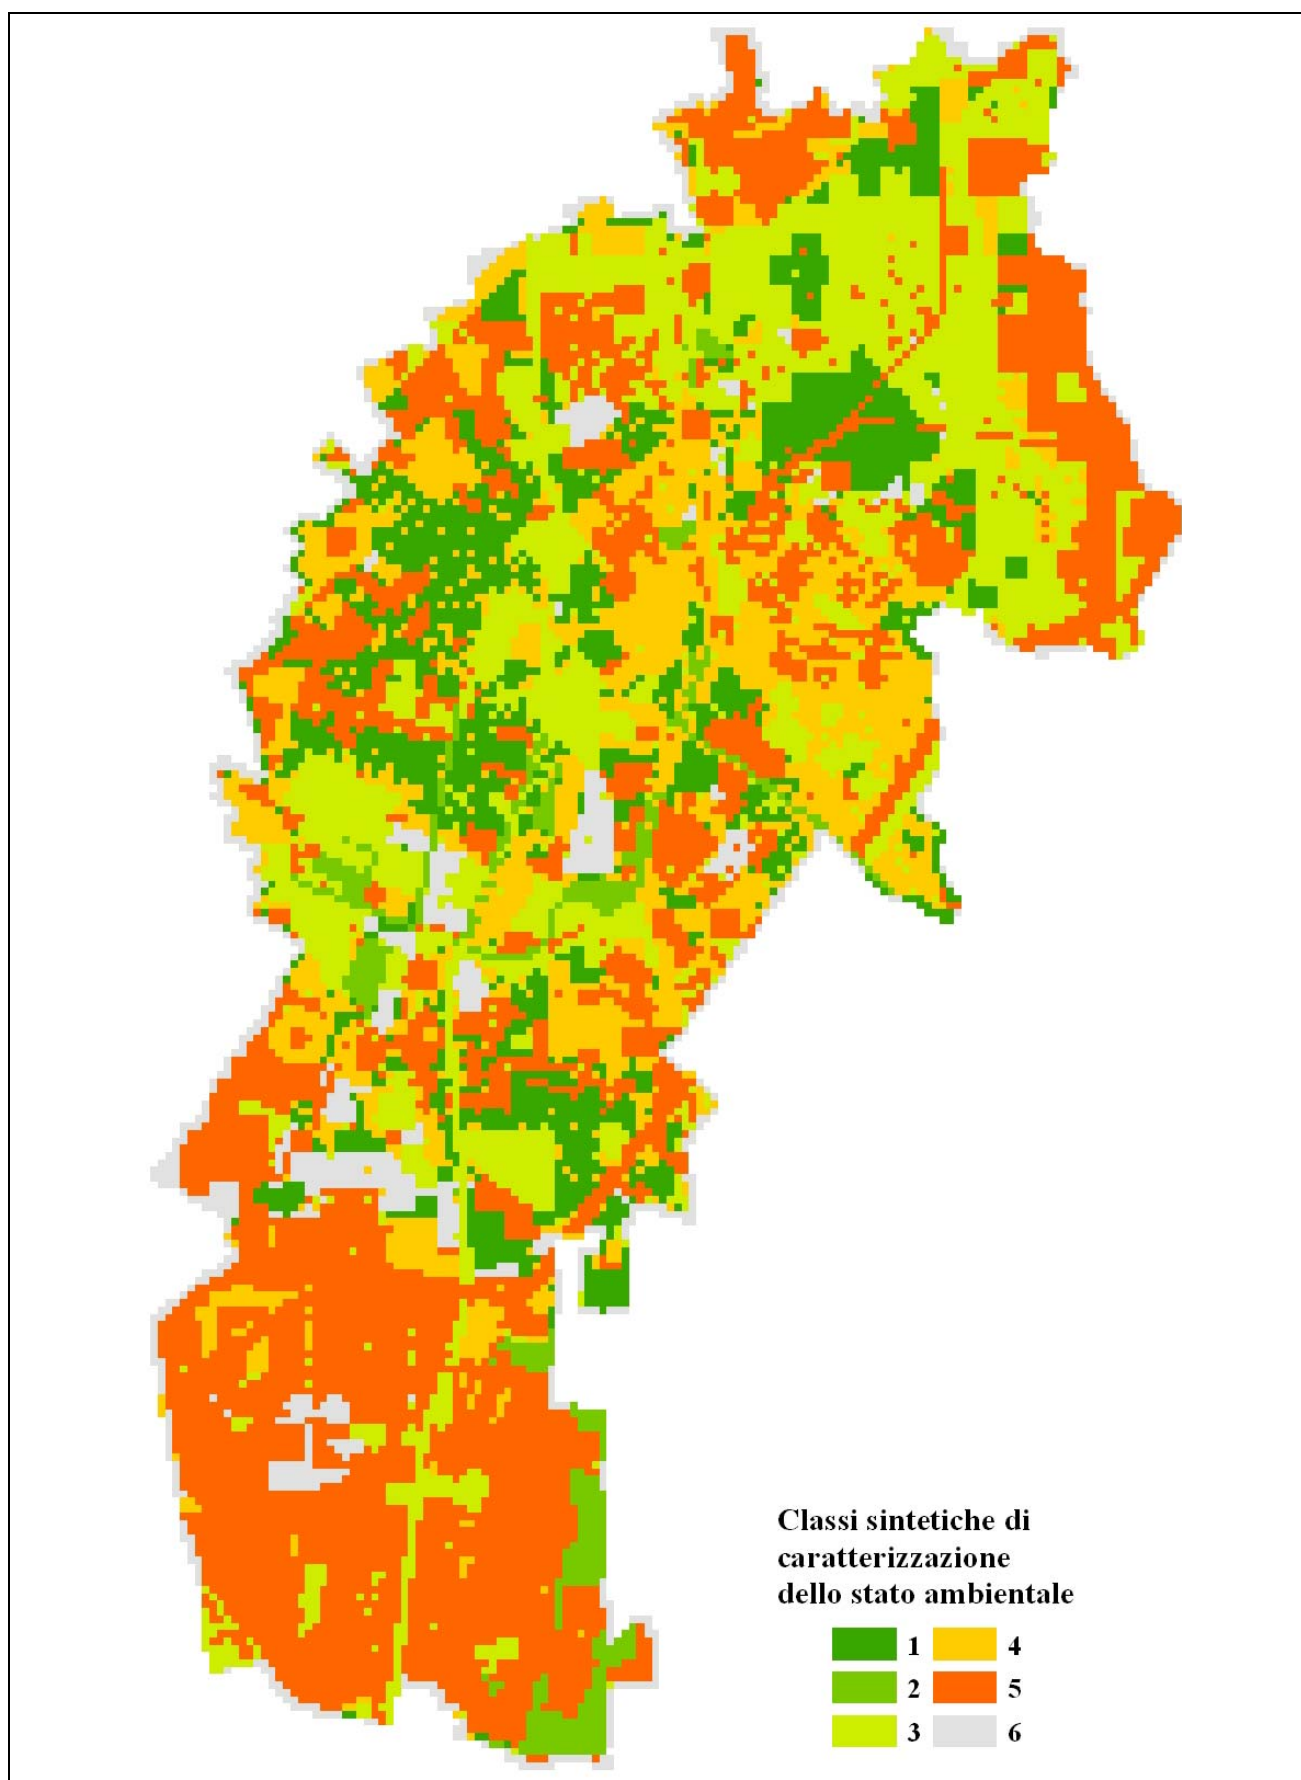 Classi sintetiche di
caratterizzazione
dello stato ambientale
1 4
2 5
3 6